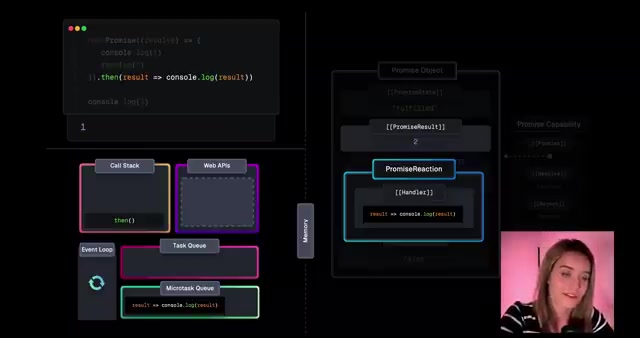 new Promise((resolve) => {
console.log(1)
resolve(2)
}).then(result => console.log(result))
console.log(3)
1
Call Stack
Web APIs
then()
Event Loop
Task Queue
Microtask Queue
result => console.log(result)
Memory
Promise Object
[[PromiseState]]
"fulfilled"
[[PromiseResult]]
2
PromiseReaction
[[Handler]]
result => console.log(result)
Promise Capability
[[Promise]]
[[Resolve]]
[[Reject]]